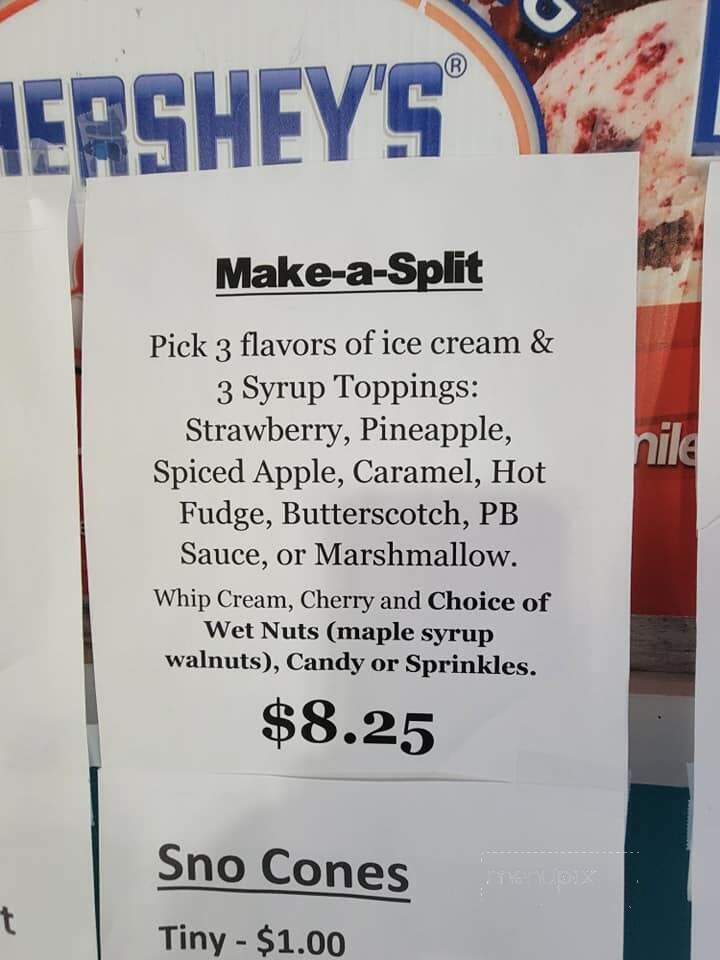 HERSHEY'S®
Make-a-Split
Pick 3 flavors of ice cream &
3 Syrup Toppings:
Strawberry, Pineapple,
Spiced Apple, Caramel, Hot
Fudge, Butterscotch, PB
Sauce, or Marshmallow.
Whip Cream, Cherry and Choice of
Wet Nuts (maple syrup
walnuts), Candy or Sprinkles.
$8.25
Sno Cones
Tiny - $1.00
menupix